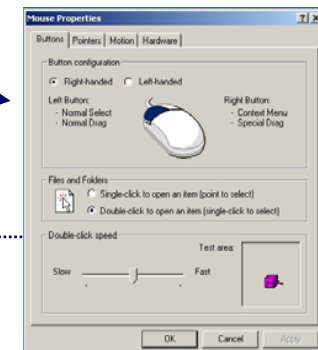 Mouse Properties
Buttons Pointers Motion Hardware
Button configuration
Right-handed Left-handed
Left Button:
- Normal Select
- Normal Drag
Right Button:
- Context Menu
- Special Drag
Files and Folders
Single-click to open an item (point to select)
Double-click to open an item (single-click to select)
Double-click speed
Test area:
Slow Fast
OK Cancel Apply